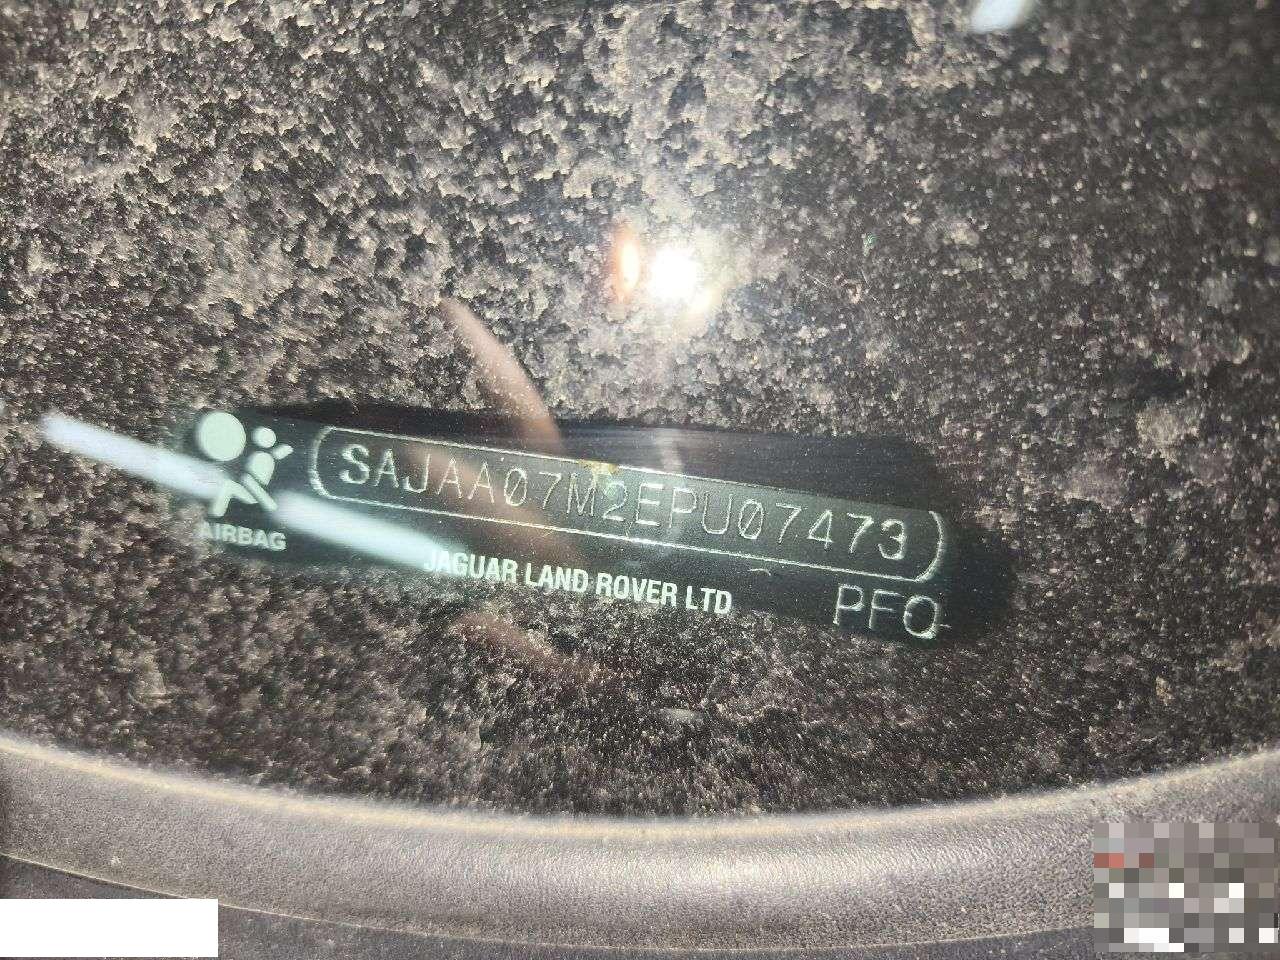 SAJAA07M2EPU07473
AIRBAG
JAGUAR LAND ROVER LTD
PFO